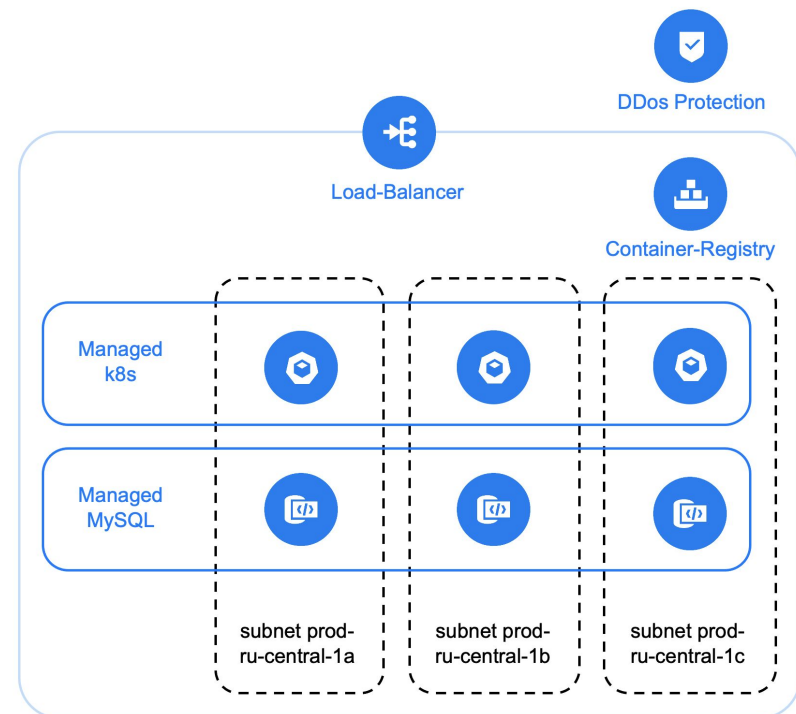 DDos Protection
Load-Balancer
Container-Registry
Managed
k8s
Managed
MySQL
subnet prod-
ru-central-1a
subnet prod-
ru-central-1b
subnet prod-
ru-central-1c